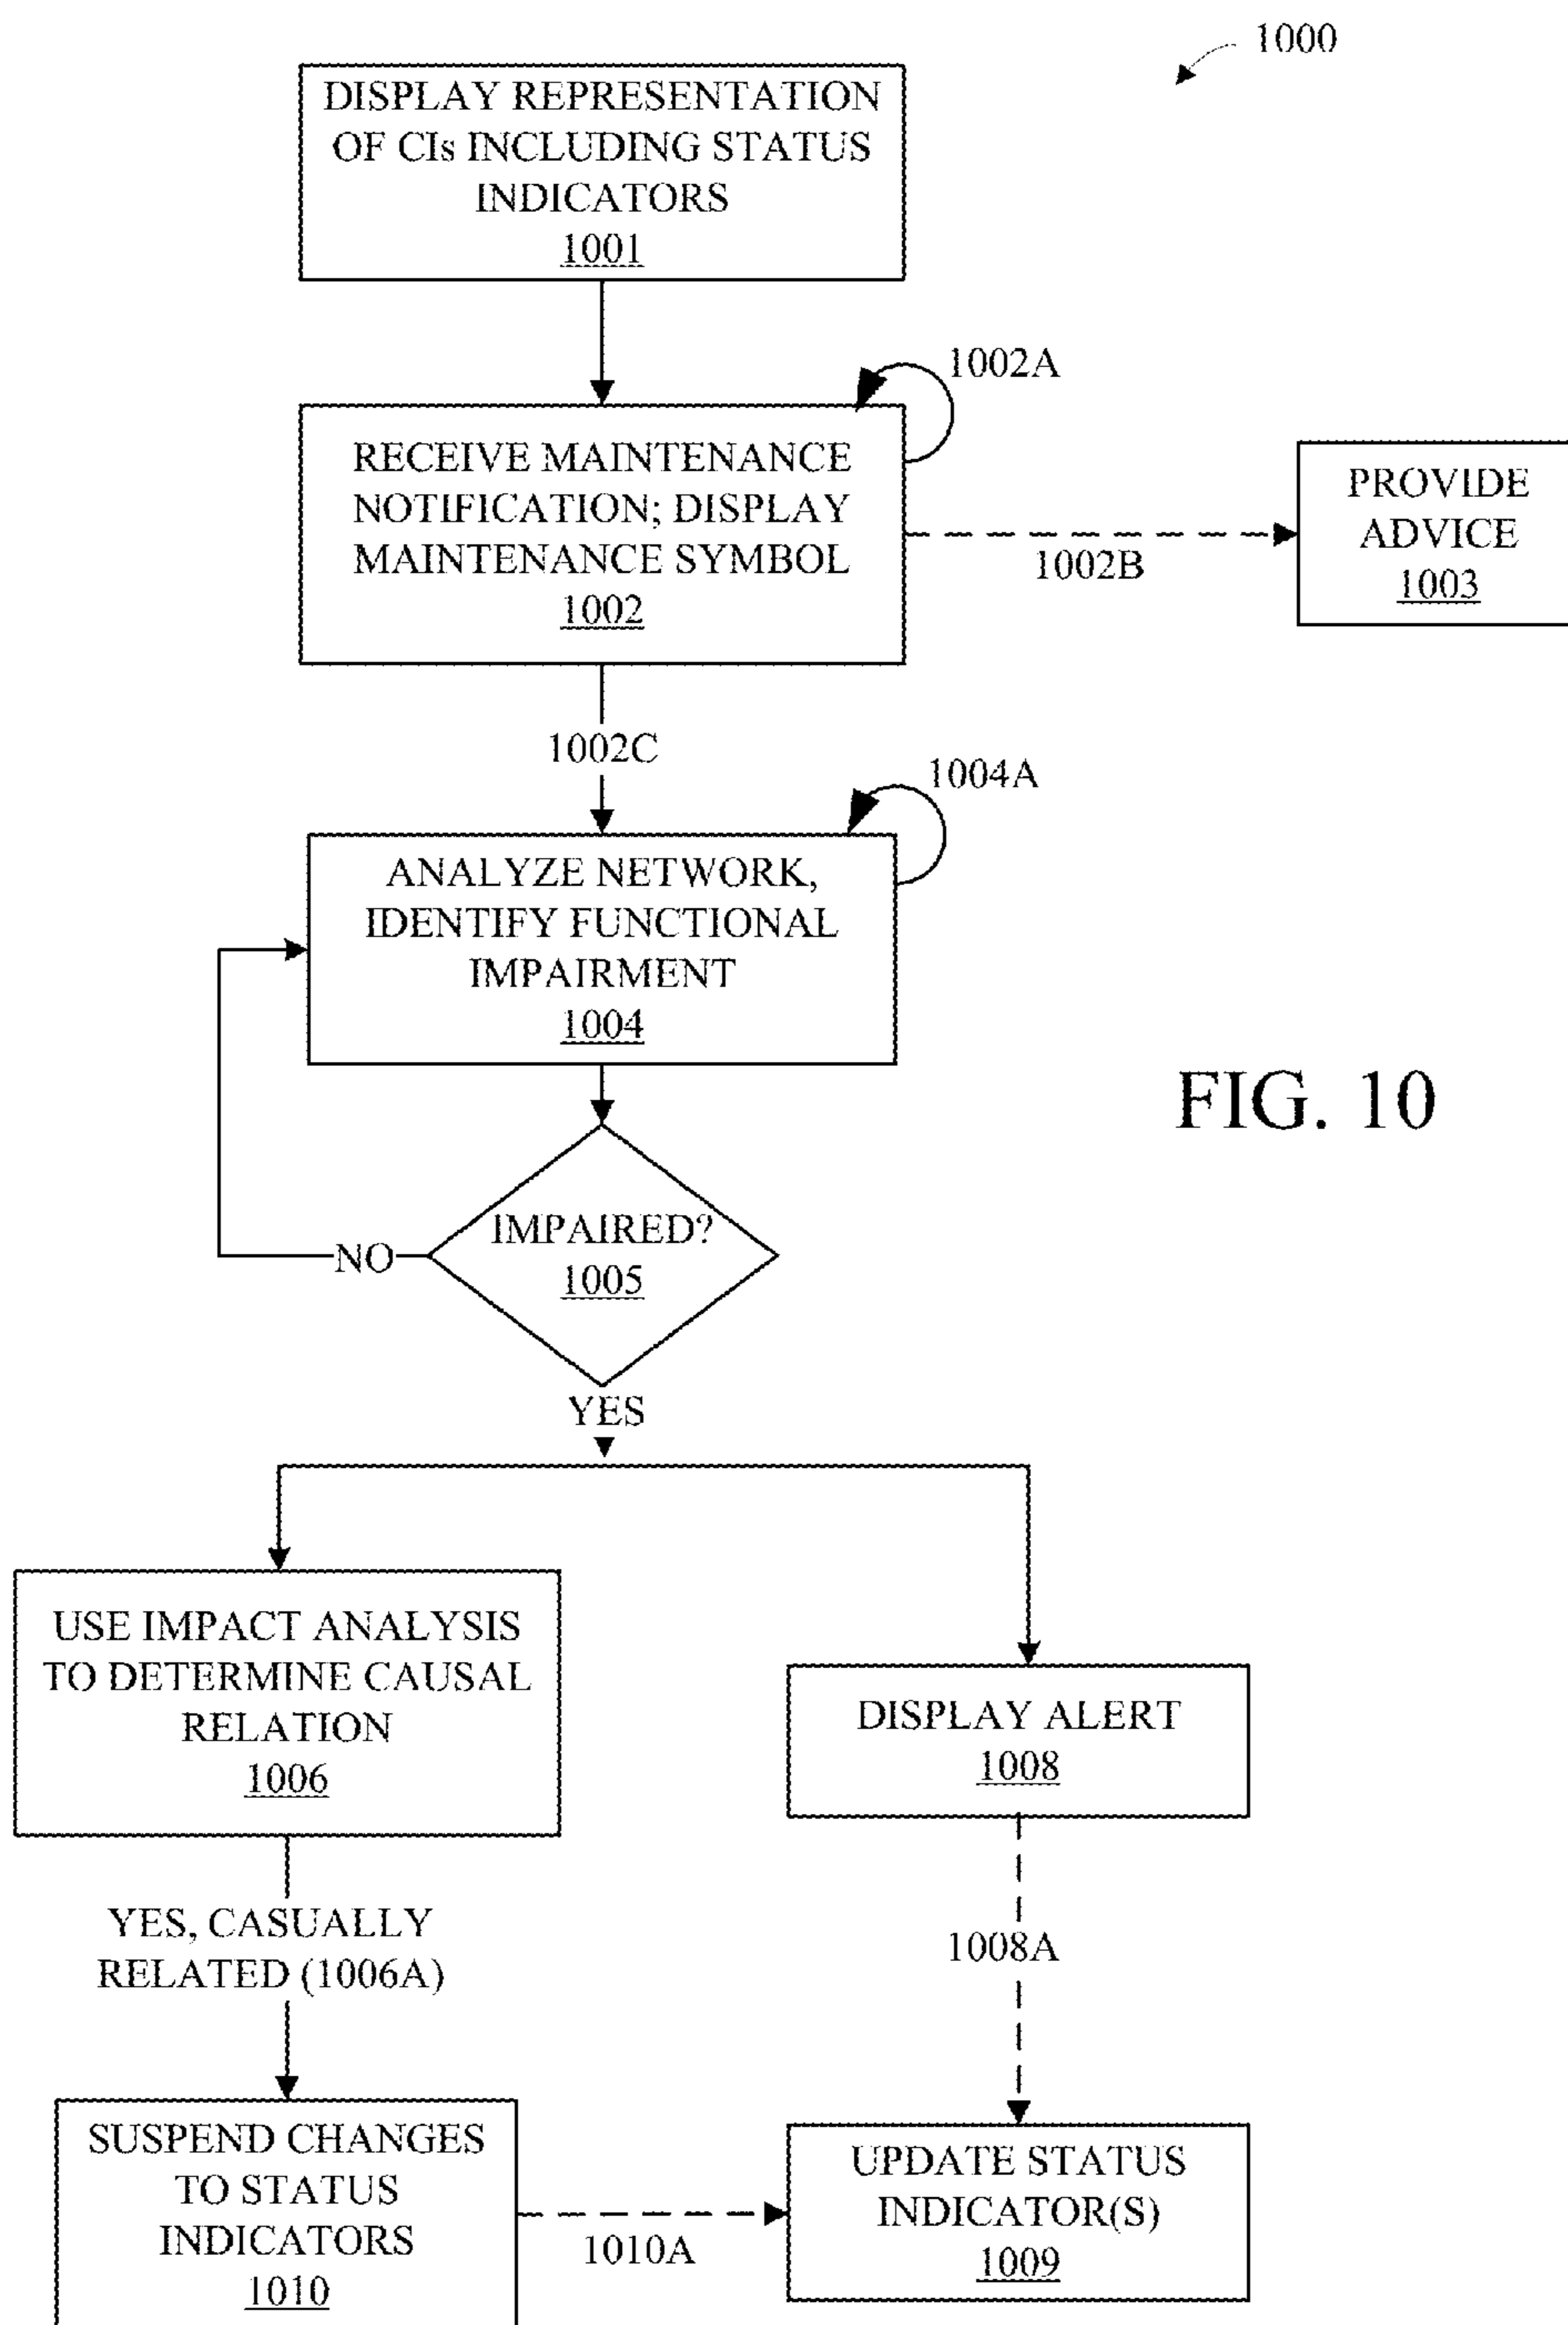 1000
DISPLAY REPRESENTATION
OF CIs INCLUDING STATUS
INDICATORS
1001
1002A
RECEIVE MAINTENANCE
NOTIFICATION; DISPLAY
MAINTENANCE SYMBOL
1002
1002B
PROVIDE
ADVICE
1003
1002C
1004A
ANALYZE NETWORK,
IDENTIFY FUNCTIONAL
IMPAIRMENT
1004
FIG. 10
IMPAIRED?
1005
NO
YES
USE IMPACT ANALYSIS
TO DETERMINE CAUSAL
RELATION
1006
DISPLAY ALERT
1008
YES, CASUALLY
RELATED (1006A)
1008A
SUSPEND CHANGES
TO STATUS
INDICATORS
1010
1010A
UPDATE STATUS
INDICATOR(S)
1009